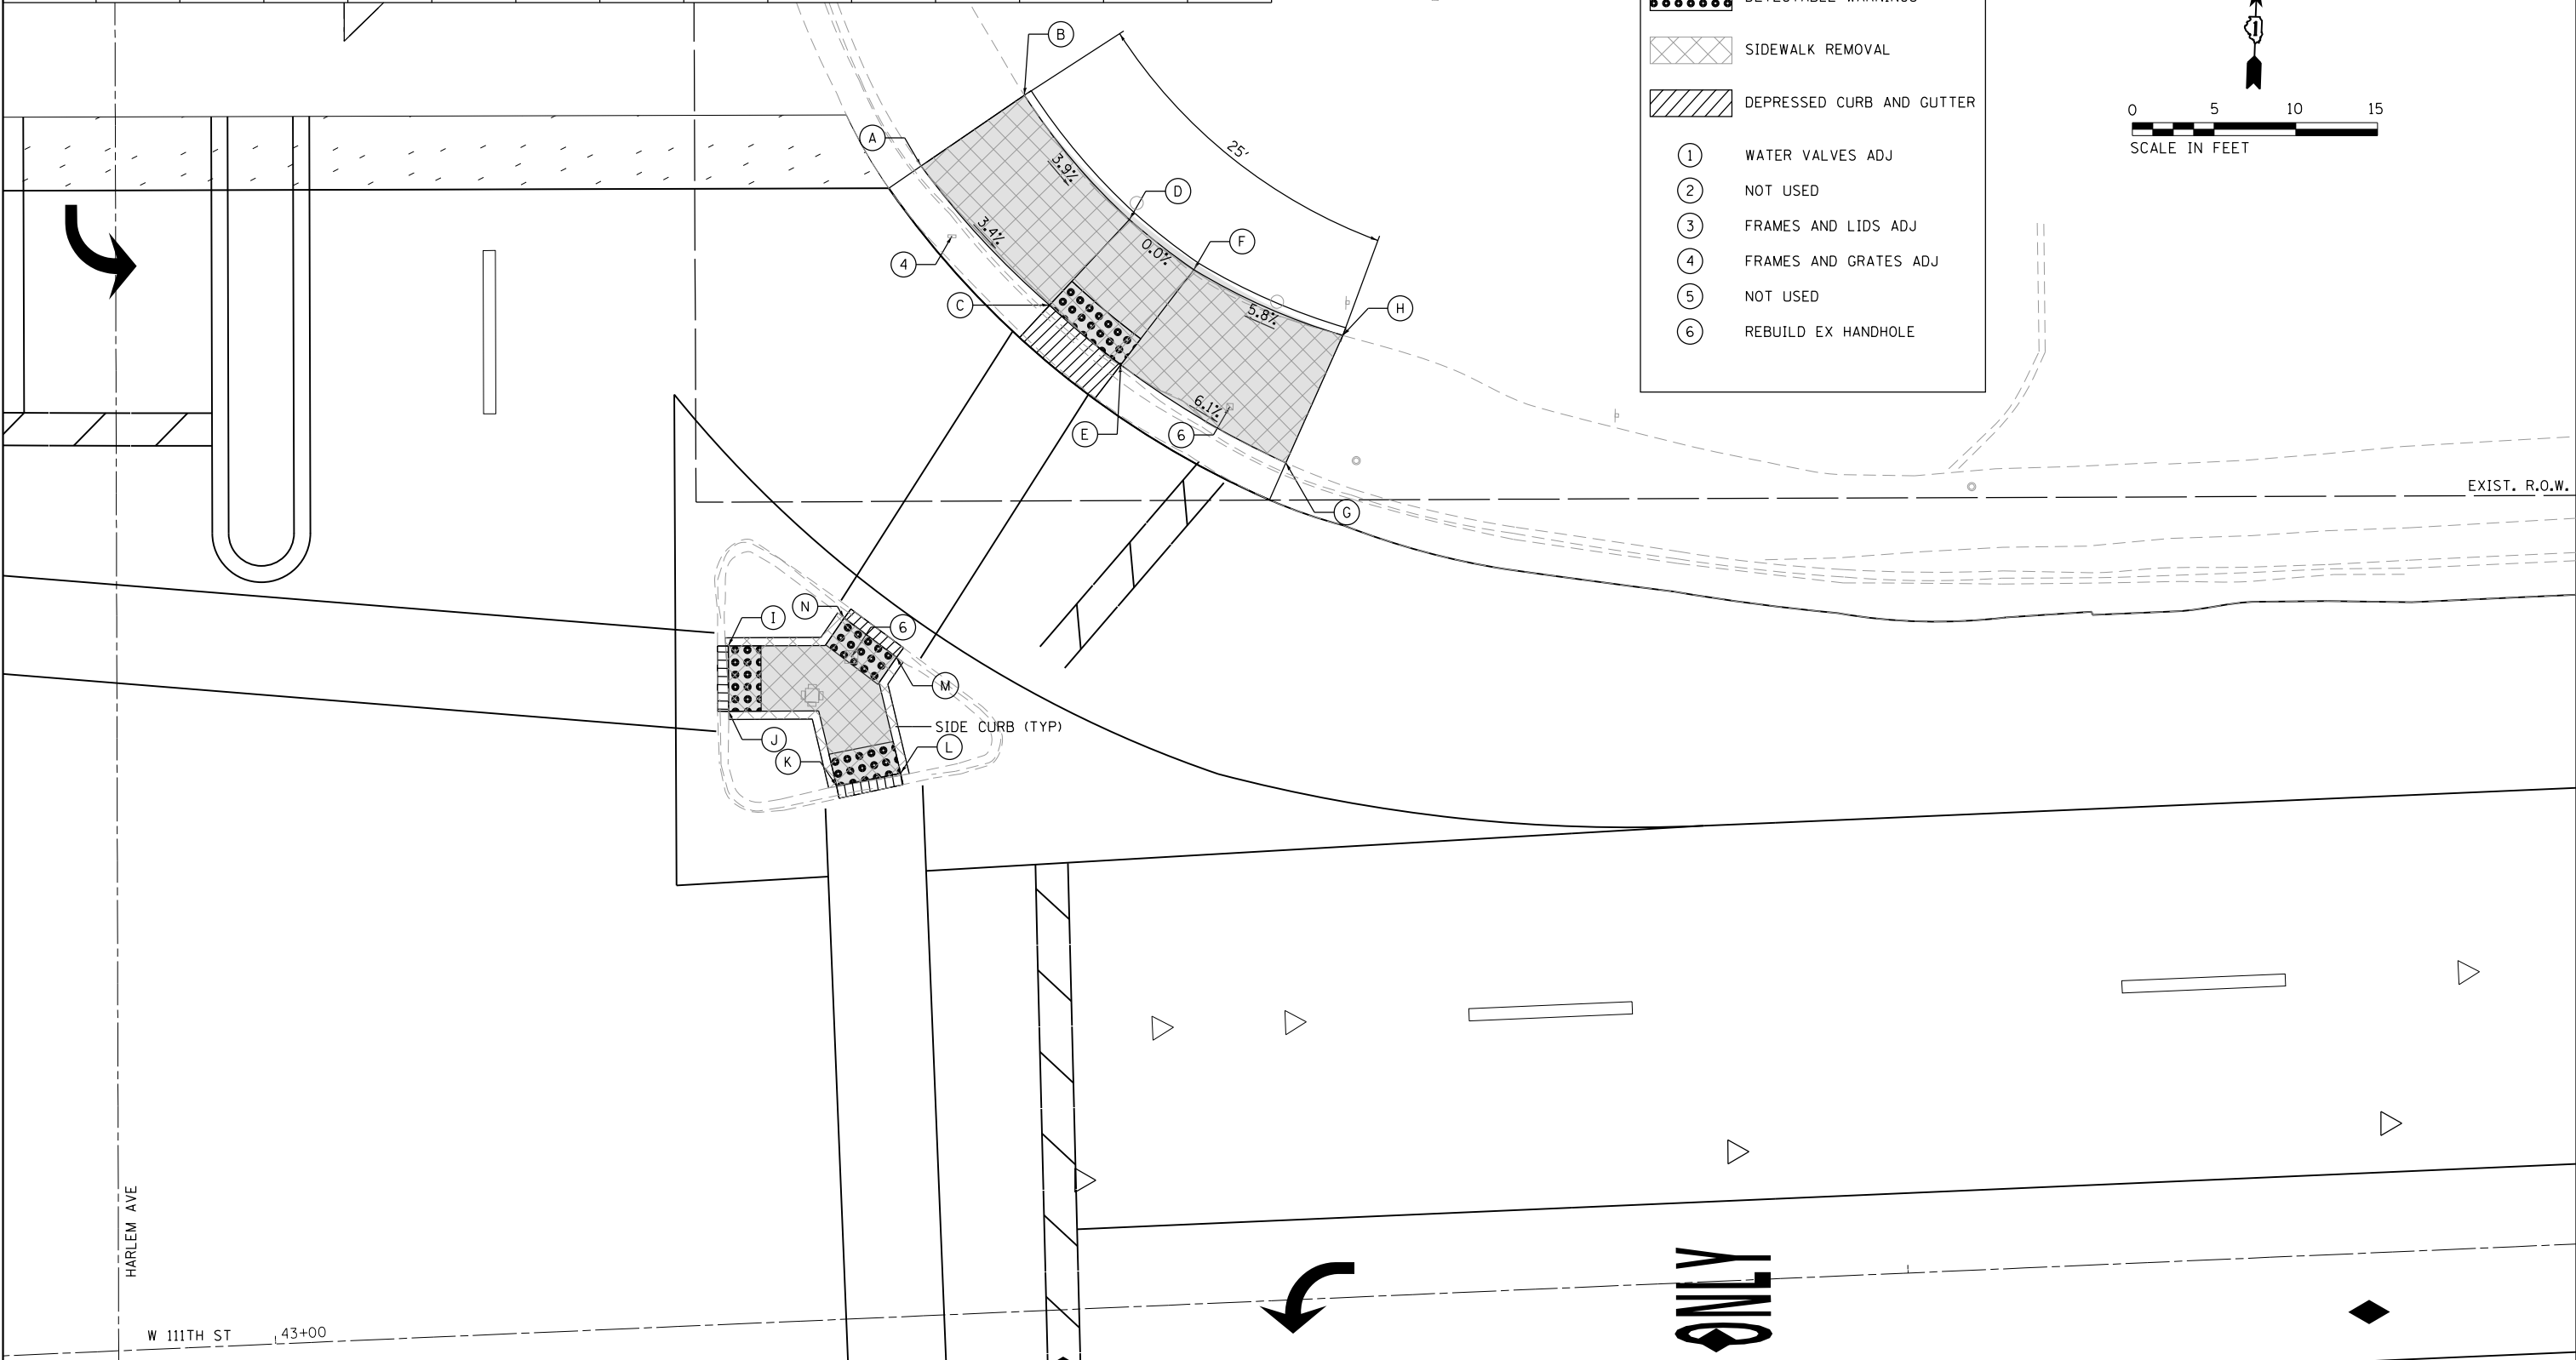 DETECTABLE WARNINGS
SIDEWALK REMOVAL
DEPRESSED CURB AND GUTTER
1 WATER VALVES ADJ
2 NOT USED
3 FRAMES AND LIDS ADJ
4 FRAMES AND GRATES ADJ
5 NOT USED
6 REBUILD EX HANDHOLE
1
0 5 10 15
SCALE IN FEET
B
A
25'
3.9%
D
3.4%
0.0%
F
4
C
5.8%
H
6.1%
E
6
G
EXIST. R.O.W.
N
I
6
M
SIDE CURB (TYP)
J
L
K
HARLEM AVE
W 111TH ST
43+00
ONLY